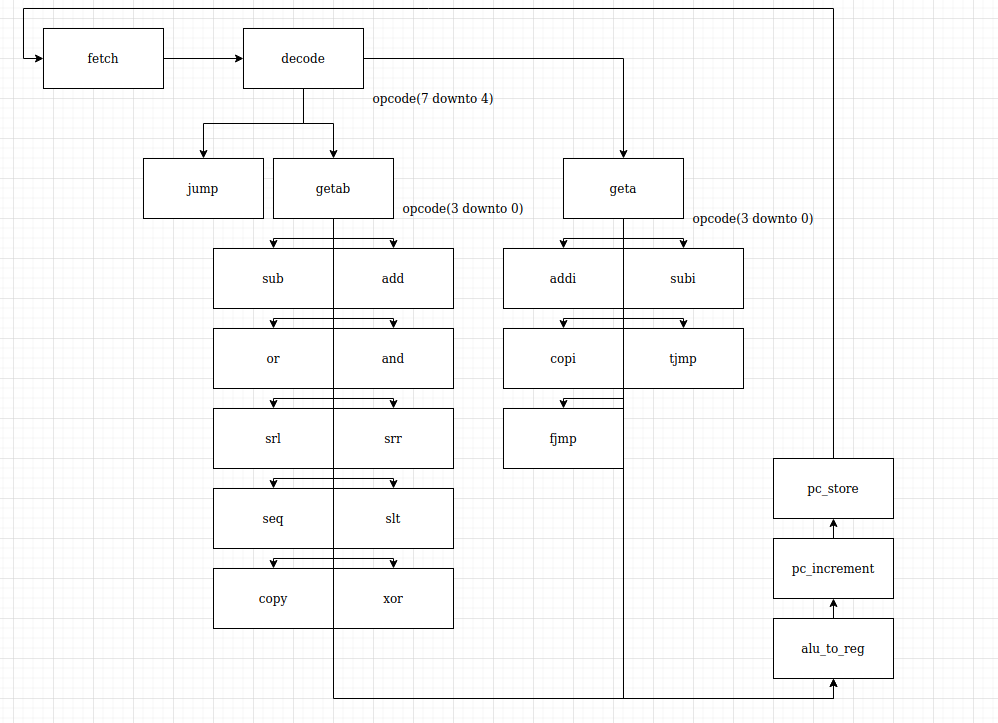 fetch
decode
opcode(7 downto 4)
jump
getab
geta
opcode(3 downto 0)
opcode(3 downto 0)
sub
add
addi
subi
or
and
copi
tjmp
srl
srr
fjmp
seq
slt
pc_store
copy
xor
pc_increment
alu_to_reg